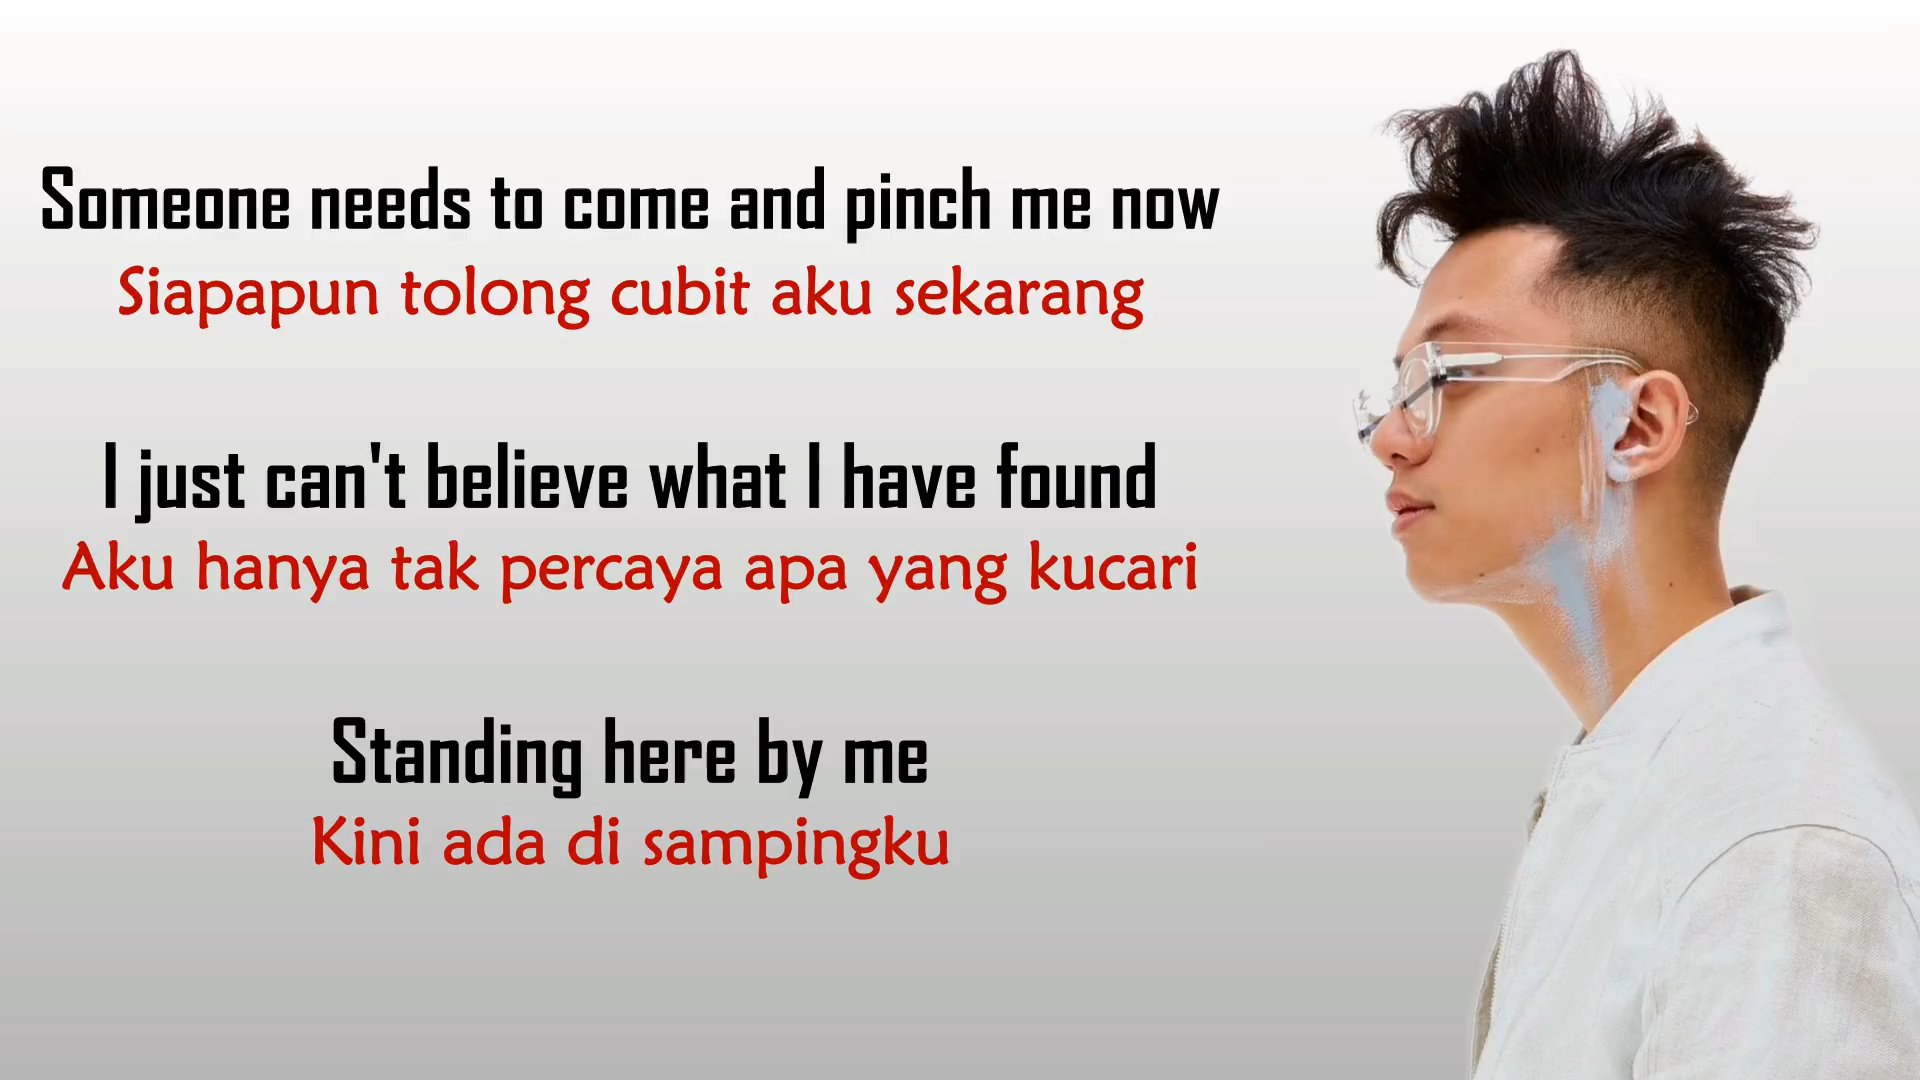 Someone needs to come and pinch me now
Siapapun tolong cubit aku sekarang
I just can't believe what I have found
Aku hanya tak percaya apa yang kucari
Standing here by me
Kini ada di sampingku